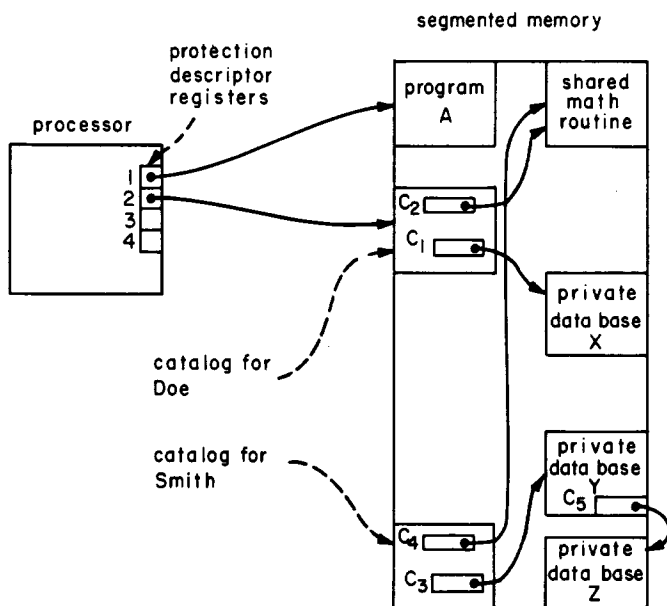 segmented memory
protection
descriptor
registers
processor
1
2
3
4
program
A
shared
math
routine
C2
C1
private
data base
X
catalog for
Doe
catalog for
Smith
private
data base
Y
C5
C4
C3
private
data base
Z